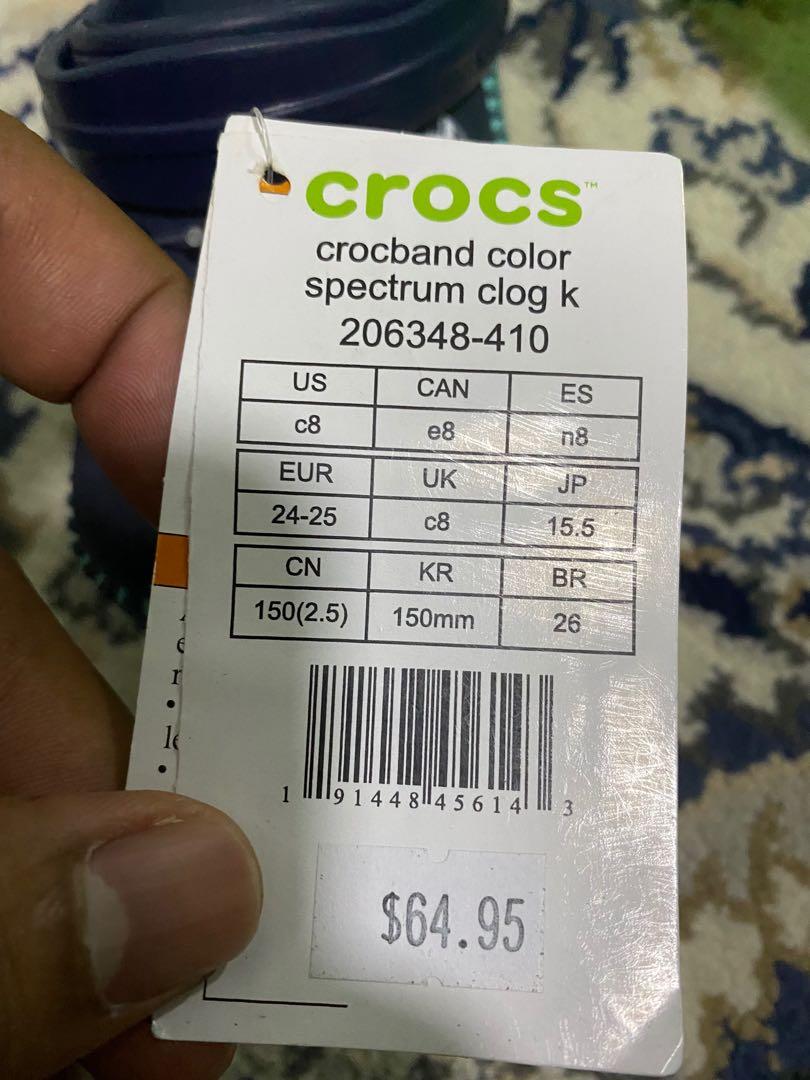 crocs™
crocband color
spectrum clog k
206348-410
US CAN ES
c8 e8 n8
EUR UK JP
24-25 c8 15.5
CN KR BR
150(2.5) 150mm 26
1 91448 45614 3
$64.95